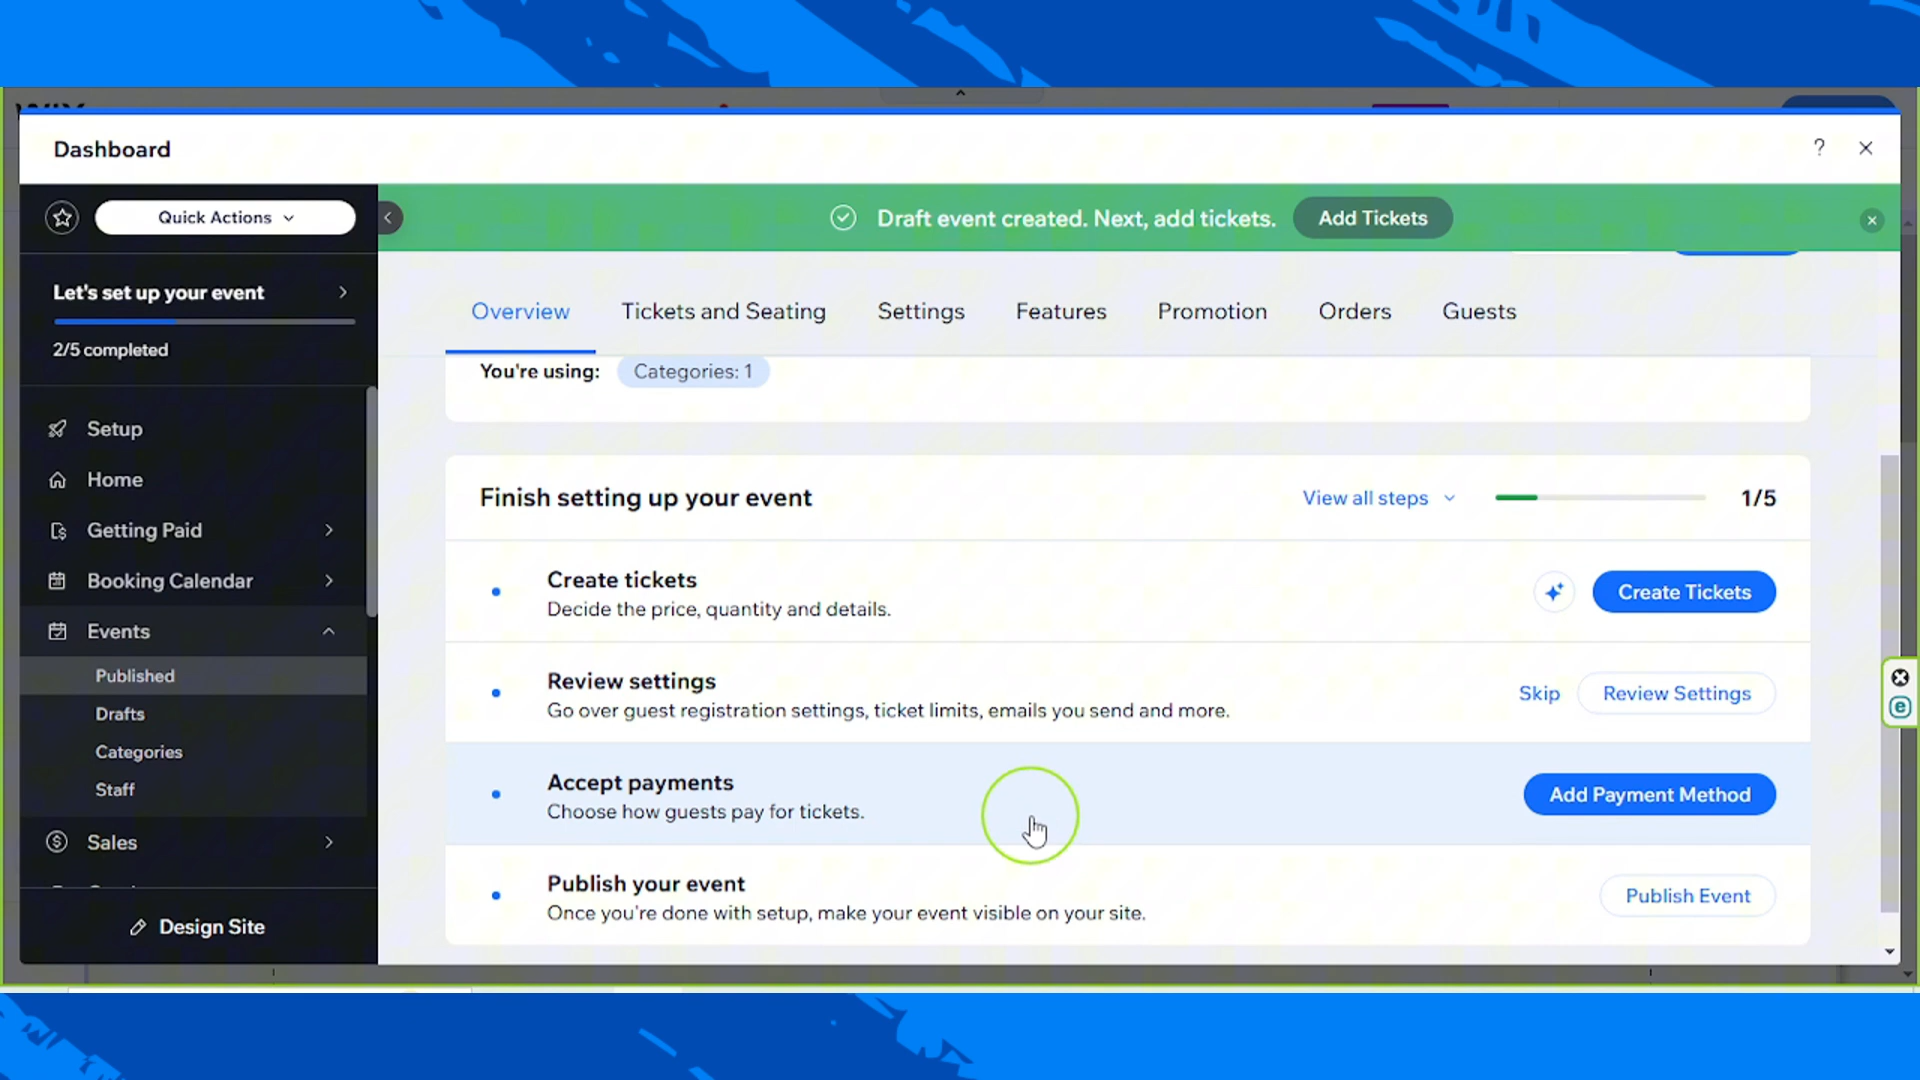 Dashboard
?
Quick Actions
Draft event created. Next, add tickets.
Add Tickets
Let's set up your event
2/5 completed
Overview
Tickets and Seating
Settings
Features
Promotion
Orders
Guests
You're using:
Categories: 1
Setup
Home
Getting Paid
Booking Calendar
Events
Published
Drafts
Categories
Staff
Sales
Design Site
Finish setting up your event
View all steps
1/5
Create tickets
Decide the price, quantity and details.
Create Tickets
Review settings
Go over guest registration settings, ticket limits, emails you send and more.
Skip
Review Settings
Accept payments
Choose how guests pay for tickets.
Add Payment Method
Publish your event
Once you're done with setup, make your event visible on your site.
Publish Event